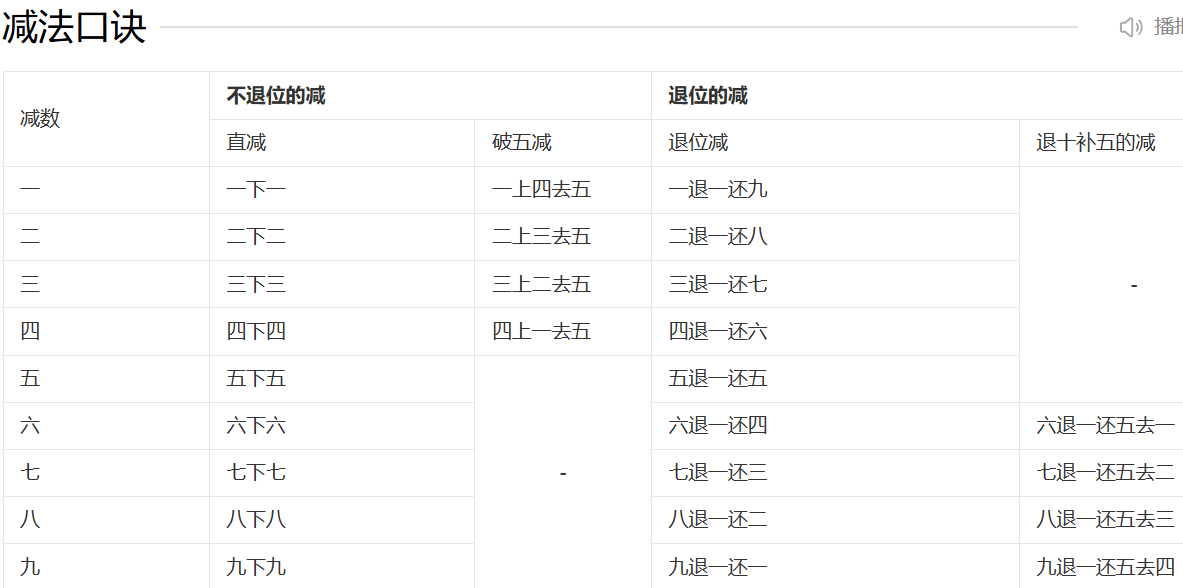 减法口诀
不退位的减 退位的减
减数
直减 破五减 退位减 退十补五的减
一 一下一 一上四去五 一退一还九
二 二下二 二上三去五 二退一还八
三 三下三 三上二去五 三退一还七 -
四 四下四 四上一去五 四退一还六
五 五下五 五退一还五
六 六下六 六退一还四 六退一还五去一
七 七下七 - 七退一还三 七退一还五去二
八 八下八 八退一还二 八退一还五去三
九 九下九 九退一还一 九退一还五去四